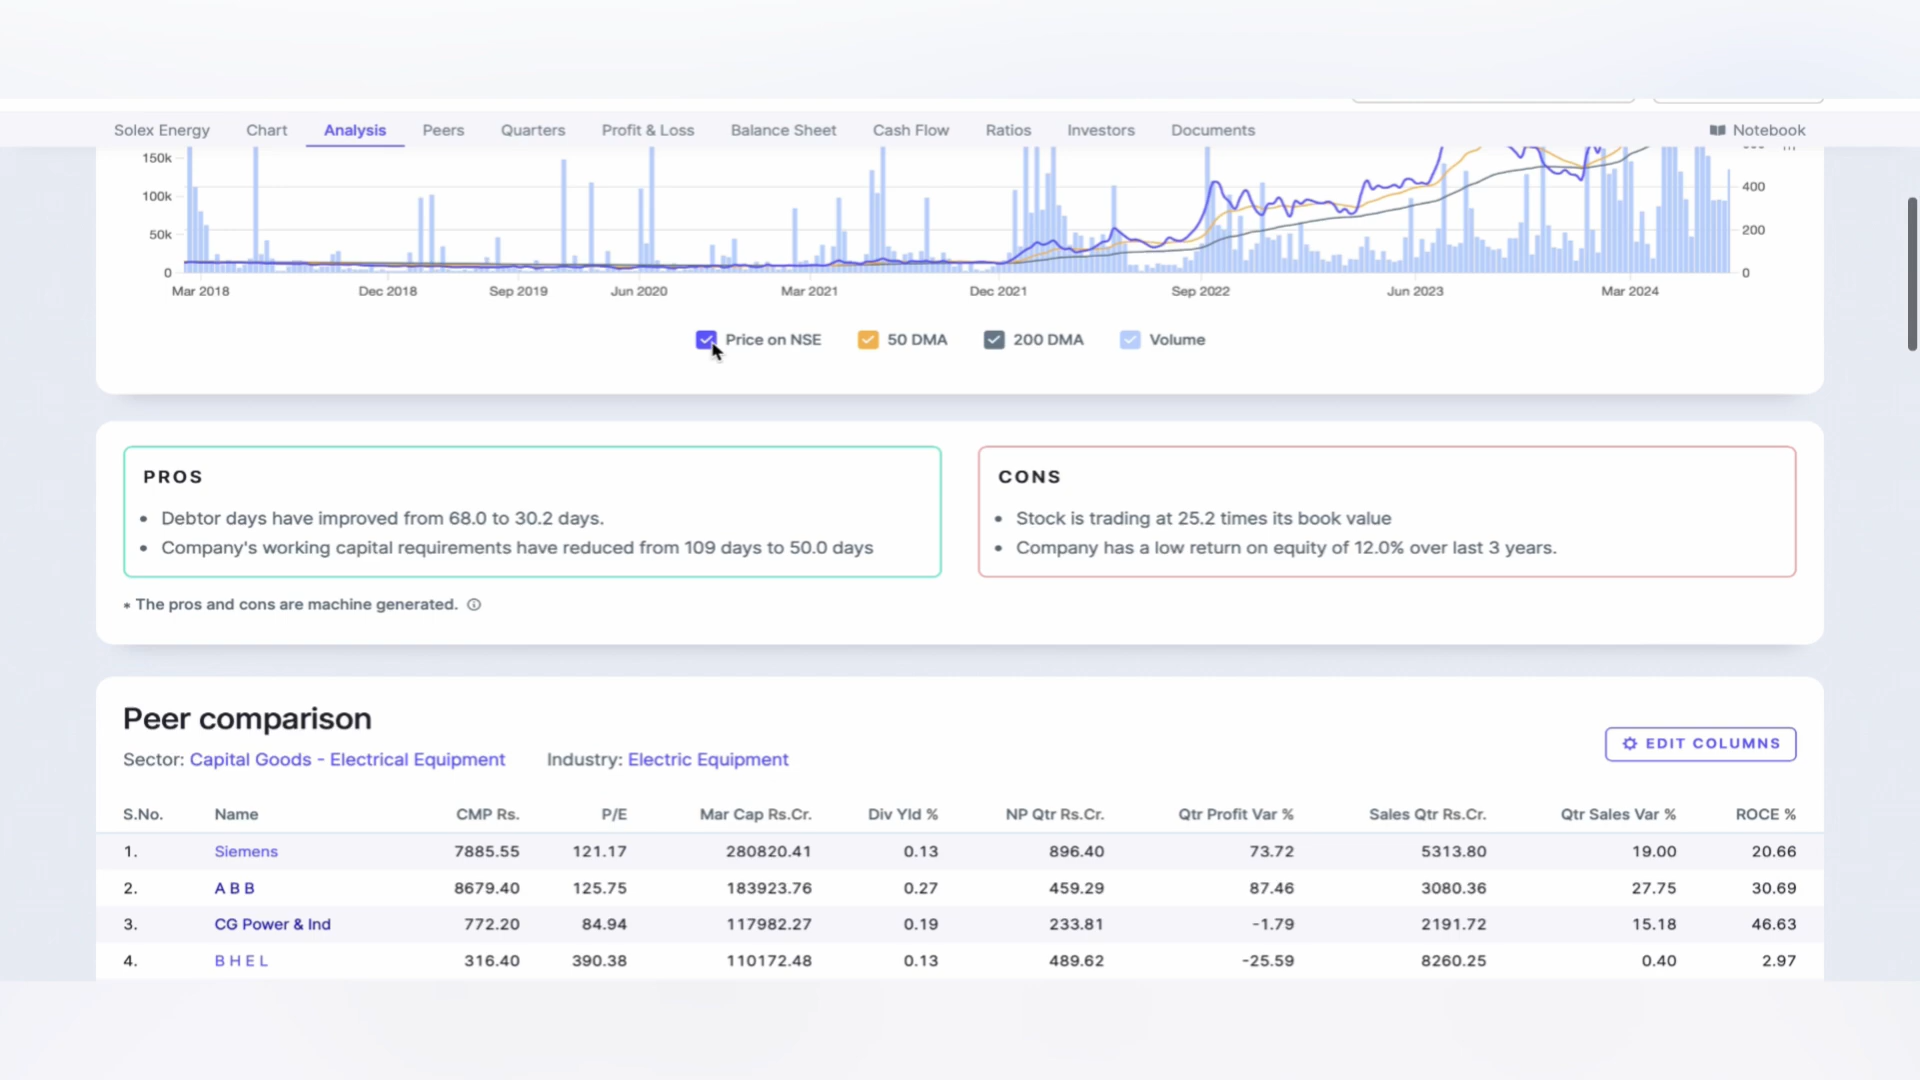 Solex Energy Chart Analysis Peers Quarters Profit & Loss Balance Sheet Cash Flow Ratios Investors Documents Notebook
150k
100k 400
50k 200
0 0
Mar 2018 Dec 2018 Sep 2019 Jun 2020 Mar 2021 Dec 2021 Sep 2022 Jun 2023 Mar 2024
Price on NSE 50 DMA 200 DMA Volume
PROS
• Debtor days have improved from 68.0 to 30.2 days.
• Company's working capital requirements have reduced from 109 days to 50.0 days
CONS
• Stock is trading at 25.2 times its book value
• Company has a low return on equity of 12.0% over last 3 years.
* The pros and cons are machine generated.
Peer comparison
EDIT COLUMNS
Sector: Capital Goods - Electrical Equipment Industry: Electric Equipment
S.No. Name CMP Rs. P/E Mar Cap Rs.Cr. Div Yld % NP Qtr Rs.Cr. Qtr Profit Var % Sales Qtr Rs.Cr. Qtr Sales Var % ROCE %
1. Siemens 7885.55 121.17 280820.41 0.13 896.40 73.72 5313.80 19.00 20.66
2. A B B 8679.40 125.75 183923.76 0.27 459.29 87.46 3080.36 27.75 30.69
3. CG Power & Ind 772.20 84.94 117982.27 0.19 233.81 -1.79 2191.72 15.18 46.63
4. B H E L 316.40 390.38 110172.48 0.13 489.62 -25.59 8260.25 0.40 2.97